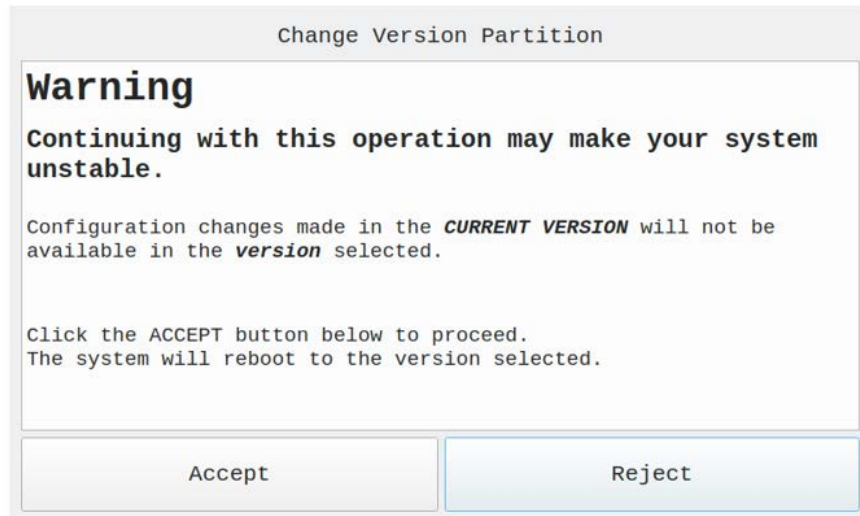 Change Version Partition
Warning
Continuing with this operation may make your system
unstable.
Configuration changes made in the CURRENT VERSION will not be
available in the version selected.
Click the ACCEPT button below to proceed.
The system will reboot to the version selected.
Accept
Reject